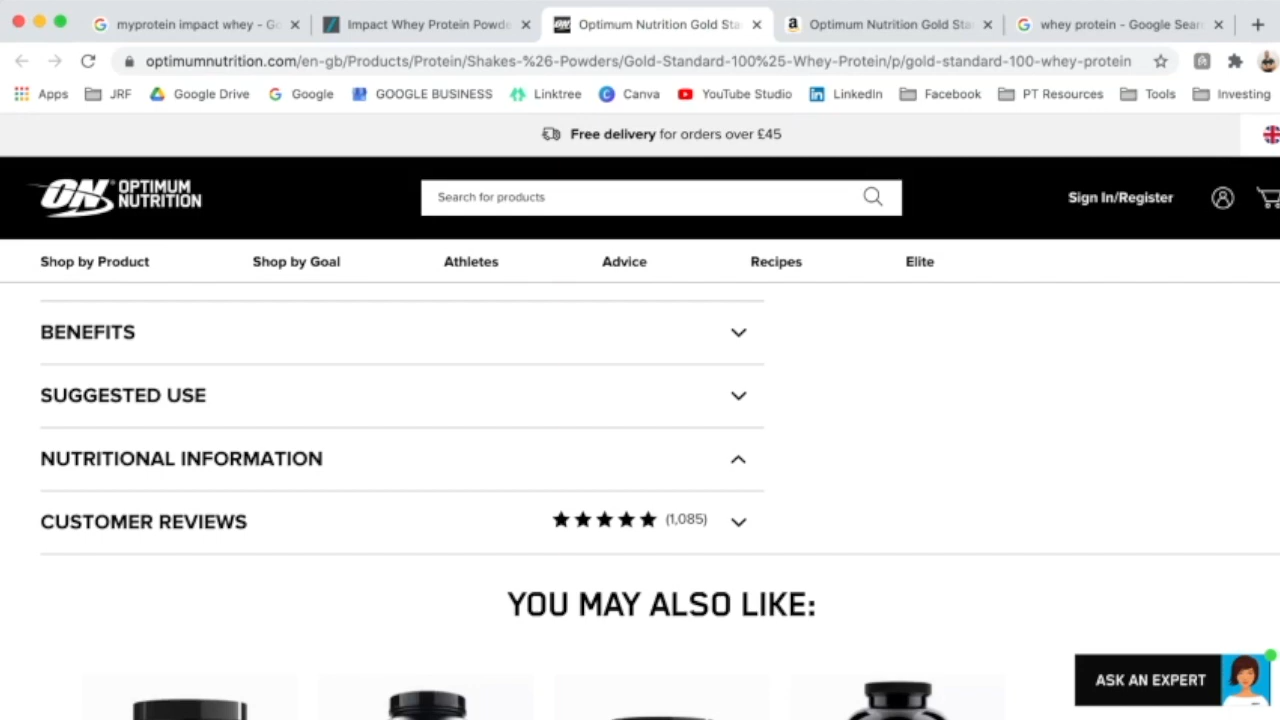 myprotein impact whey - Go
Impact Whey Protein Powde
Optimum Nutrition Gold Sta
Optimum Nutrition Gold Sta
whey protein - Google Sear
optimumnutrition.com/en-gb/Products/Protein/Shakes-%26-Powders/Gold-Standard-100%25-Whey-Protein/p/gold-standard-100-whey-protein
Apps JRF Google Drive Google GOOGLE BUSINESS Linktree Canva YouTube Studio LinkedIn Facebook PT Resources Tools Investing
Free delivery for orders over £45
ON OPTIMUM
NUTRITION
Search for products
Sign In/Register
Shop by Product Shop by Goal Athletes Advice Recipes Elite
BENEFITS
SUGGESTED USE
NUTRITIONAL INFORMATION
CUSTOMER REVIEWS (1,085)
YOU MAY ALSO LIKE:
ASK AN EXPERT